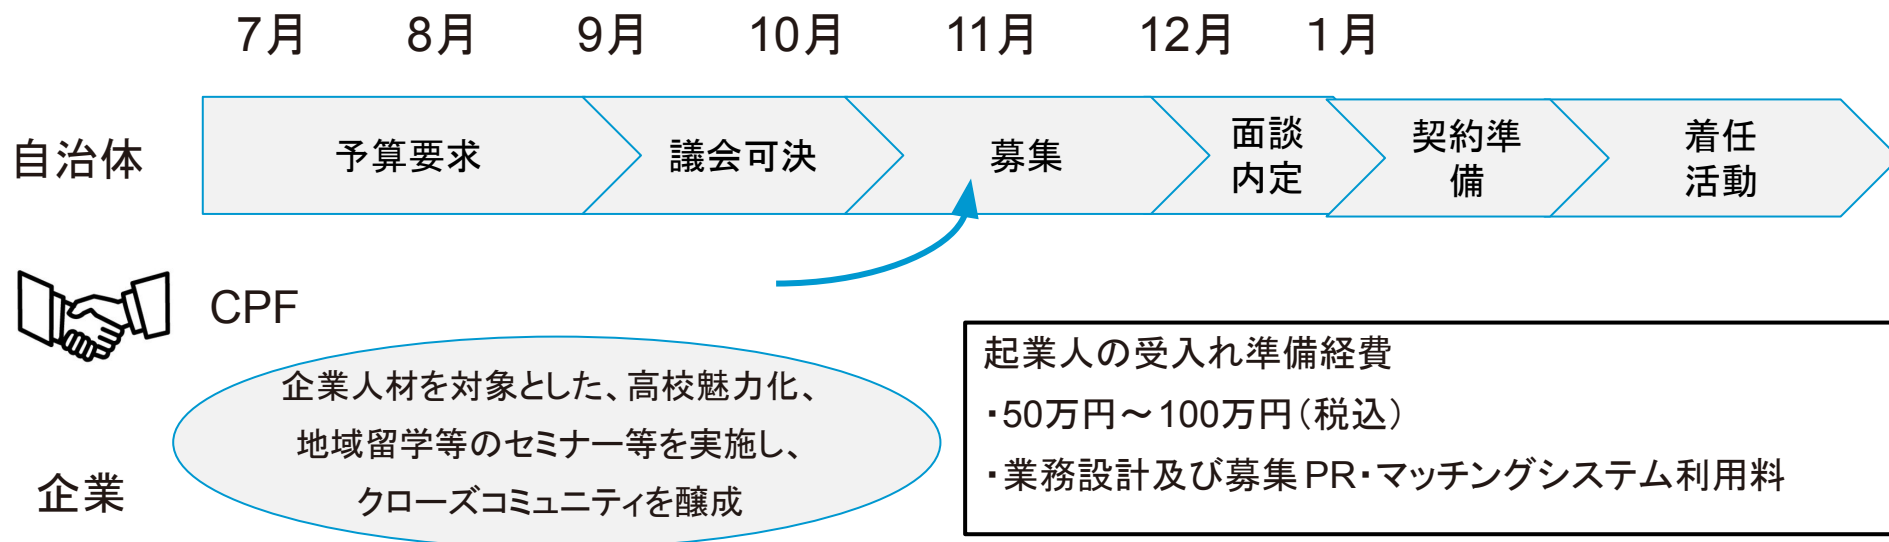 7月 8月 9月 10月 11月 12月 １月
自治体
予算要求
議会可決
募集
面談
内定
契約準
備
着任
活動
CPF
企業人材を対象とした、高校魅力化、
地域留学等のセミナー等を実施し、
クローズコミュニティを醸成
企業
起業人の受入れ準備経費
・50万円～100万円（税込）
・業務設計及び募集PR・マッチングシステム利用料